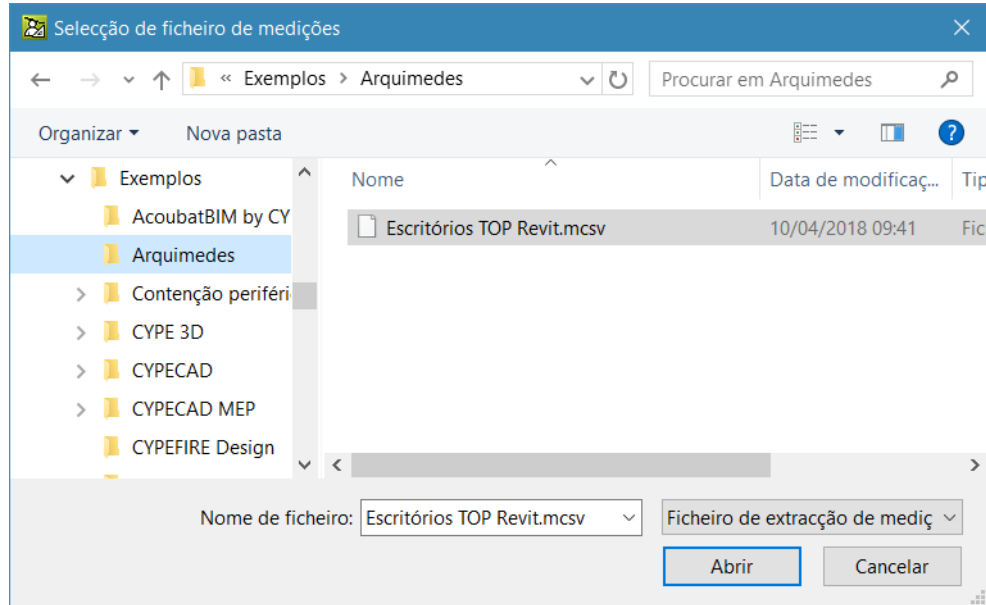 Selecção de ficheiro de medições
« Exemplos > Arquimedes
Procurar em Arquimedes
Organizar
Nova pasta
?
Exemplos
AcoubatBIM by CY
Arquimedes
Contenção periféri
CYPE 3D
CYPECAD
CYPECAD MEP
CYPEFIRE Design
Nome
Data de modificaç...
Tip
Escritórios TOP Revit.mcsv
10/04/2018 09:41
Fic
Nome de ficheiro:
Escritórios TOP Revit.mcsv
Ficheiro de extracção de mediç
Abrir
Cancelar